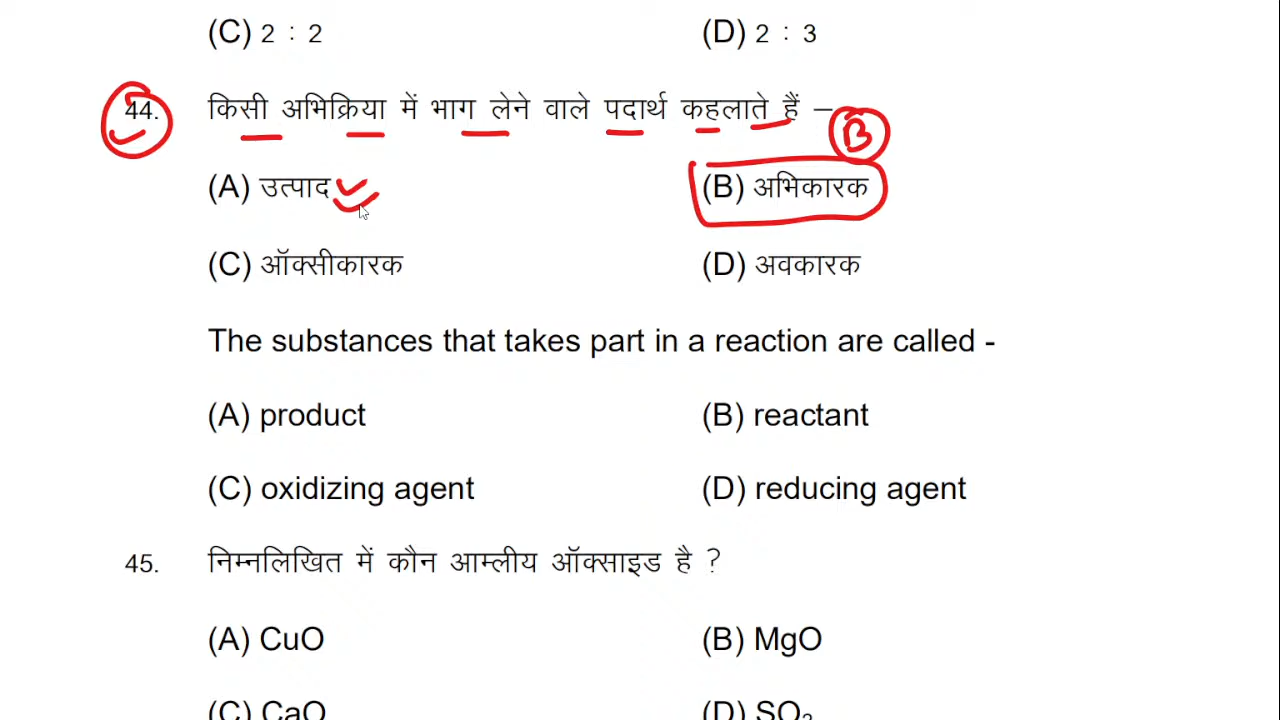 (C) 2 : 2 (D) 2 : 3
44. किसी अभिक्रिया में भाग लेने वाले पदार्थ कहलाते हैं – B
(A) उत्पाद (B) अभिकारक
(C) ऑक्सीकारक (D) अवकारक
The substances that takes part in a reaction are called -
(A) product (B) reactant
(C) oxidizing agent (D) reducing agent
45. निम्नलिखित में कौन आम्लीय ऑक्साइड है ?
(A) CuO (B) MgO
(C) CaO (D) SO₂